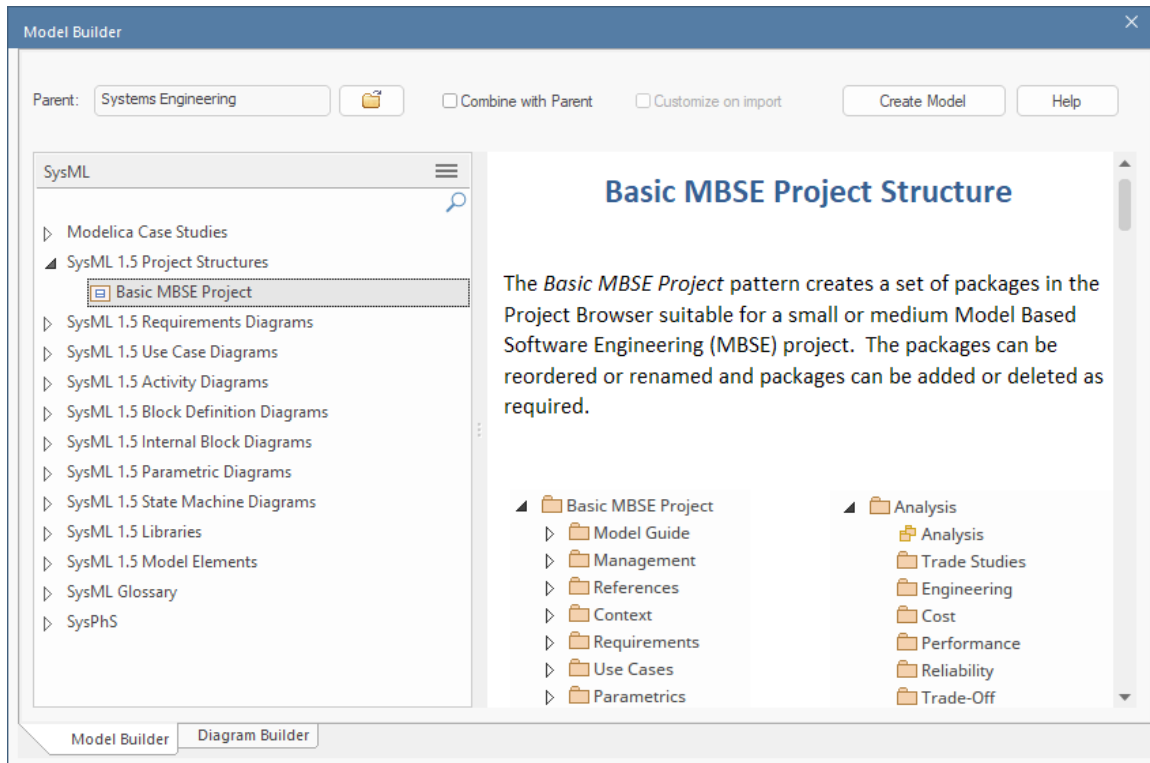 Model Builder
Parent: Systems Engineering Combine with Parent Customize on import Create Model Help
SysML
Modelica Case Studies
SysML 1.5 Project Structures
Basic MBSE Project
SysML 1.5 Requirements Diagrams
SysML 1.5 Use Case Diagrams
SysML 1.5 Activity Diagrams
SysML 1.5 Block Definition Diagrams
SysML 1.5 Internal Block Diagrams
SysML 1.5 Parametric Diagrams
SysML 1.5 State Machine Diagrams
SysML 1.5 Libraries
SysML 1.5 Model Elements
SysML Glossary
SysPhS
Basic MBSE Project Structure
The Basic MBSE Project pattern creates a set of packages in the
Project Browser suitable for a small or medium Model Based
Software Engineering (MBSE) project. The packages can be
reordered or renamed and packages can be added or deleted as
required.
Basic MBSE Project
Model Guide
Management
References
Context
Requirements
Use Cases
Parametrics
Analysis
Analysis
Trade Studies
Engineering
Cost
Performance
Reliability
Trade-Off
Model Builder Diagram Builder